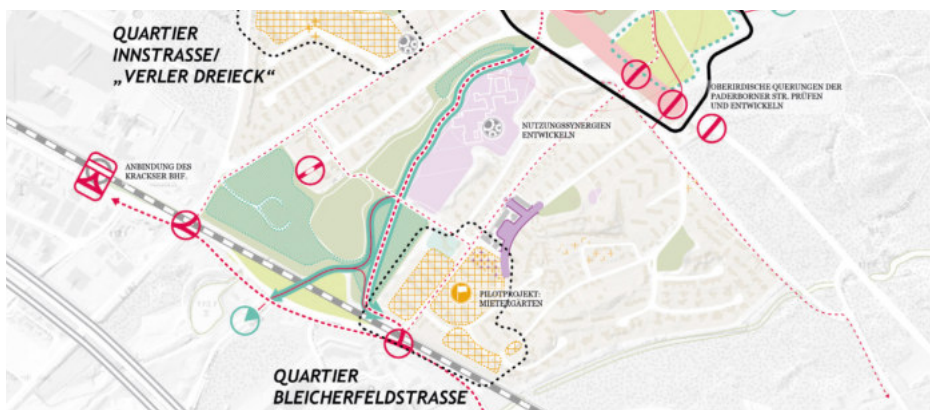 QUARTIER
INNSTRASSE/
„VERLER DREIECK“
OBERIRDISCHE QUERUNGEN DER
PADERBORNER STR. PRÜFEN
UND ENTWICKELN
NUTZUNGSSYNERGIEN
ENTWICKELN
ANBINDUNG DES
KRACKSER BHF.
PILOTPROJEKT:
MIETERGÄRTEN
QUARTIER
BLEICHERFELDSTRASSE